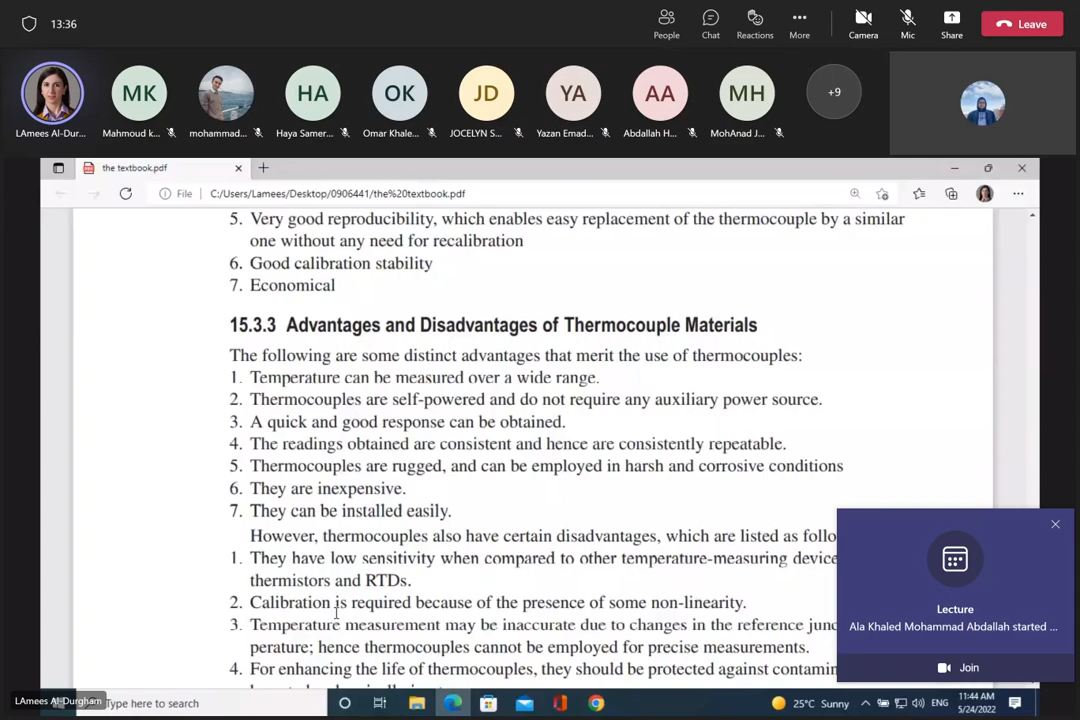 13:36
People
Chat
Reactions
More
Camera
Mic
Share
Leave
MK
HA
OK
JD
YA
AA
MH
+9
LAmees Al-Dur...
Mahmoud k...
mohammad...
Haya Samer...
Omar Khale...
JOCELYN S...
Yazan Emad...
Abdallah H...
MohAnad J...
the textbook.pdf
File
C:/Users/Lamees/Desktop/0906441/the%20textbook.pdf
5. Very good reproducibility, which enables easy replacement of the thermocouple by a similar
one without any need for recalibration
6. Good calibration stability
7. Economical
15.3.3 Advantages and Disadvantages of Thermocouple Materials
The following are some distinct advantages that merit the use of thermocouples:
1. Temperature can be measured over a wide range.
2. Thermocouples are self-powered and do not require any auxiliary power source.
3. A quick and good response can be obtained.
4. The readings obtained are consistent and hence are consistently repeatable.
5. Thermocouples are rugged, and can be employed in harsh and corrosive conditions
6. They are inexpensive.
7. They can be installed easily.
However, thermocouples also have certain disadvantages, which are listed as follo
1. They have low sensitivity when compared to other temperature-measuring device
thermistors and RTDs.
2. Calibration is required because of the presence of some non-linearity.
3. Temperature measurement may be inaccurate due to changes in the reference junc
perature; hence thermocouples cannot be employed for precise measurements.
4. For enhancing the life of thermocouples, they should be protected against contamin
Lecture
Ala Khaled Mohammad Abdallah started ...
Join
LAmees Al-Durgham
Type here to search
25°C Sunny
ENG
11:44 AM
5/24/2022